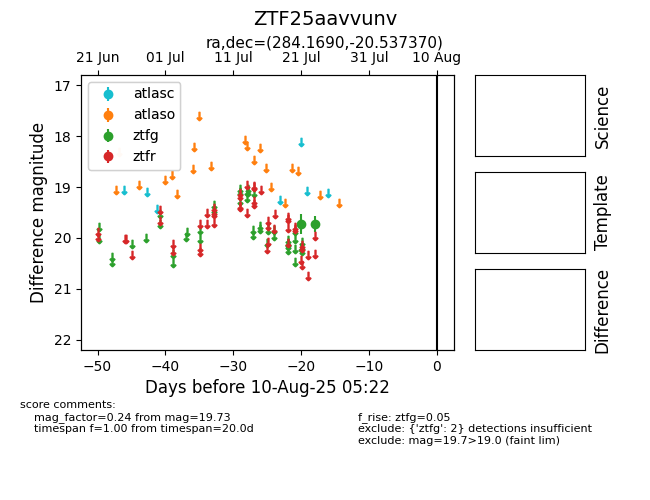 ZTF25aavvunv
ra,dec=(284.1690,-20.537370)
21 Jun 01 Jul 11 Jul 21 Jul 31 Jul 10 Aug
17
18
19
20
21
22
Difference magnitude
atlasc
atlaso
ztfg
ztfr
−50 −40 −30 −20 −10 0
Days before 10-Aug-25 05:22
Science
Template
Difference
score comments:
mag_factor=0.24 from mag=19.73
timespan f=1.00 from timespan=20.0d
f_rise: ztfg=0.05
exclude: {'ztfg': 2} detections insufficient
exclude: mag=19.7>19.0 (faint lim)